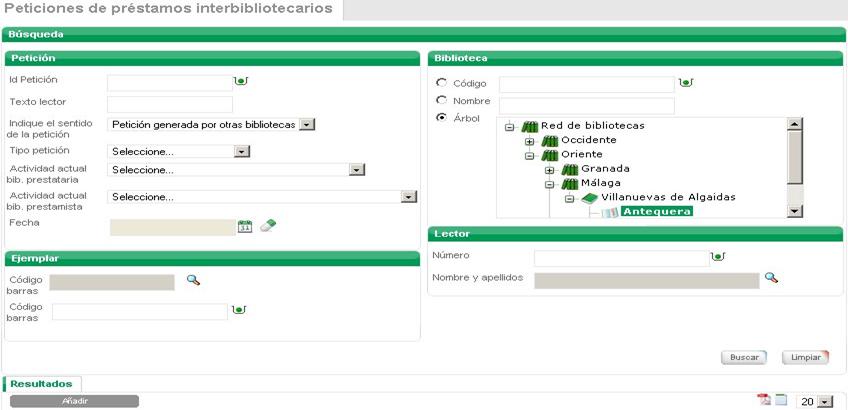 Peticiones de préstamos interbibliotecarios
Búsqueda
Petición
Id Petición
Texto lector
Indique el sentido
de la petición
Petición generada por otras bibliotecas
Tipo petición
Seleccione...
Actividad actual
bib. prestataria
Seleccione...
Actividad actual
bib. prestamista
Seleccione...
Fecha
31
Ejemplar
Código
barras
Código
barras
Biblioteca
Código
Nombre
Árbol
Red de bibliotecas
Occidente
Oriente
Granada
Málaga
Villanuevas de Algaidas
Antequera
Lector
Número
Nombre y apellidos
Buscar
Limpiar
Resultados
Añadir
20